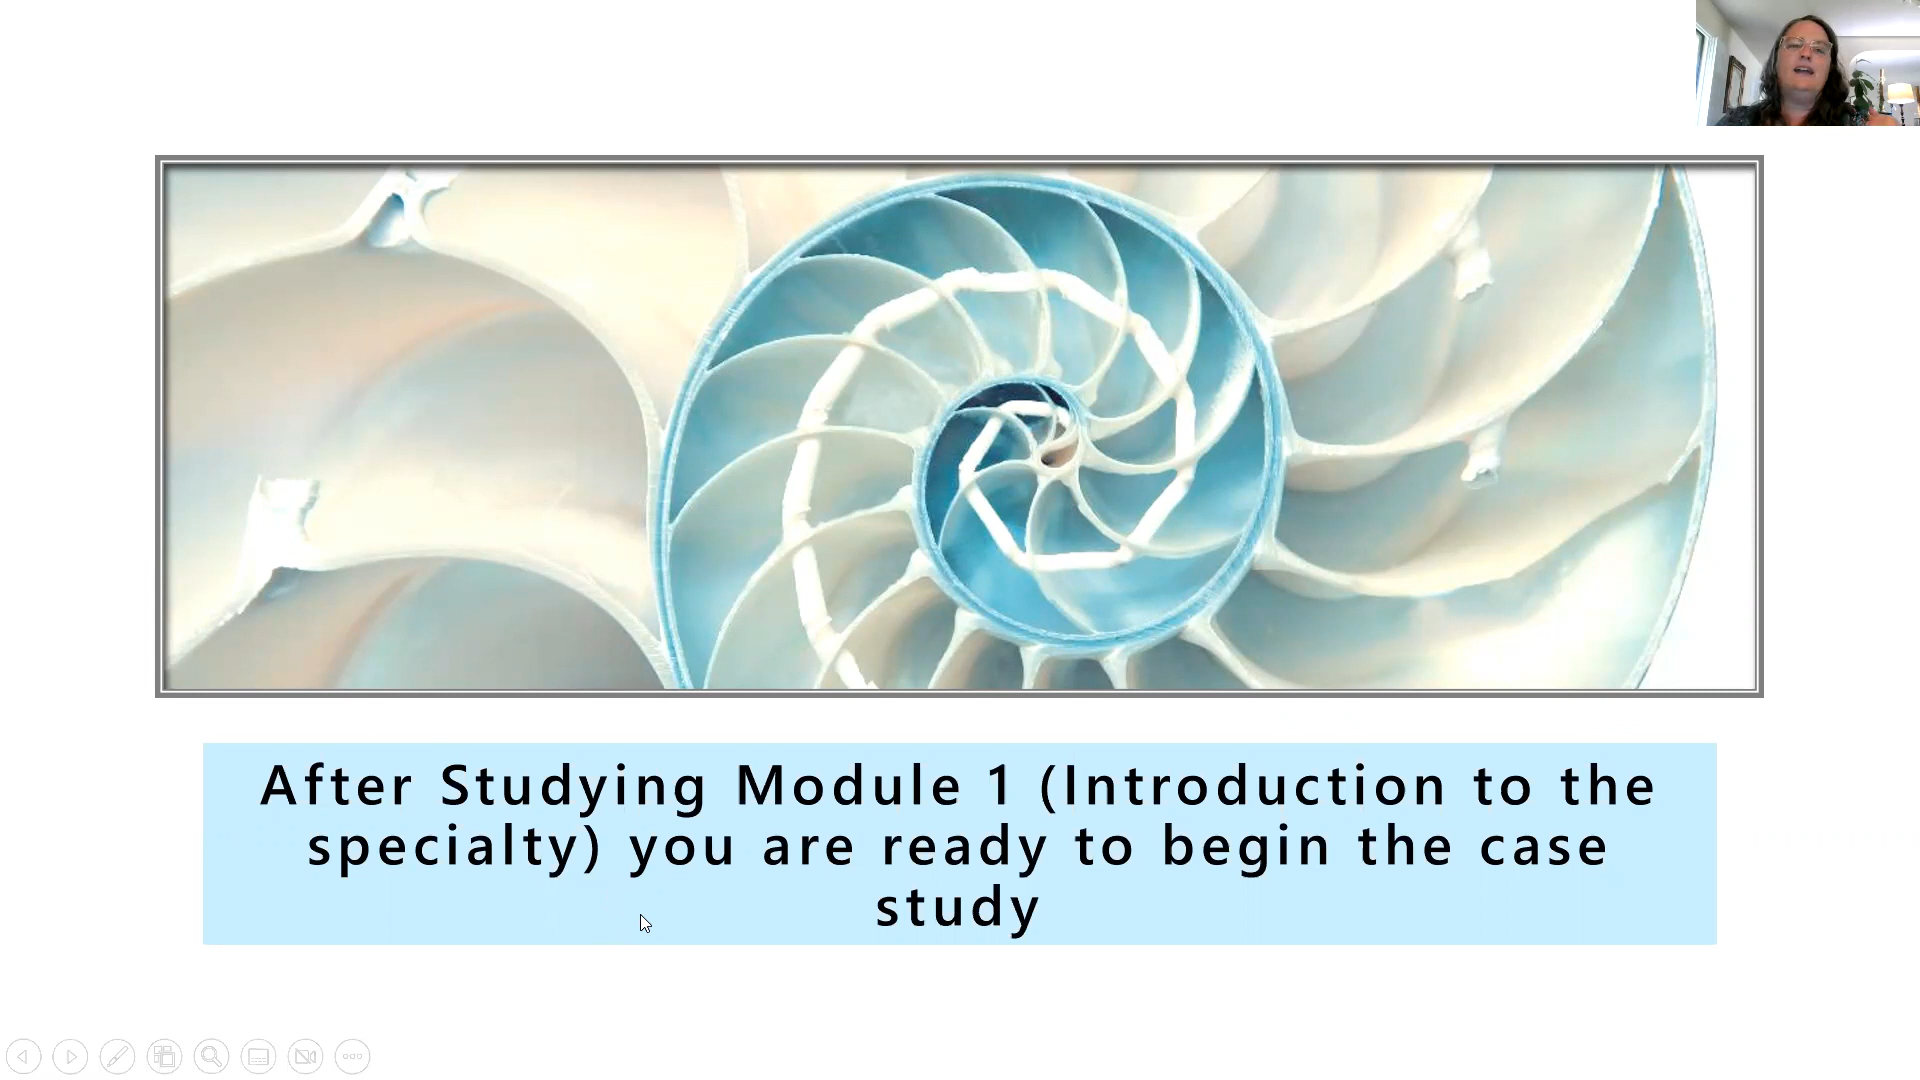 After Studying Module 1 (Introduction to the
specialty) you are ready to begin the case
study